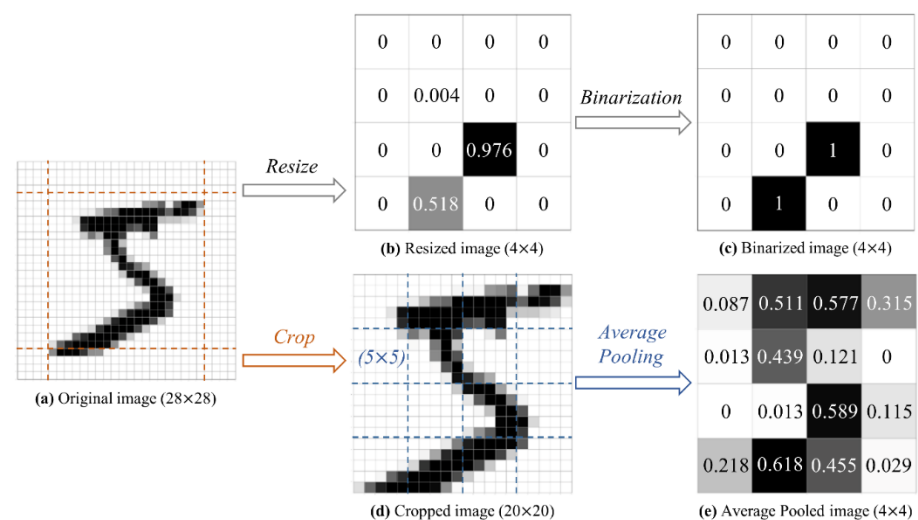 0 0 0 0
0 0.004 0 0
0 0 0.976 0
0 0.518 0 0
(b) Resized image (4×4)
Binarization
0 0 0 0
0 0 0 0
0 0 1 0
0 1 0 0
(c) Binarized image (4×4)
Resize
Crop
(a) Original image (28×28)
(5×5)
(d) Cropped image (20×20)
Average
Pooling
0.087 0.511 0.577 0.315
0.013 0.439 0.121 0
0 0.013 0.589 0.115
0.218 0.618 0.455 0.029
(e) Average Pooled image (4×4)